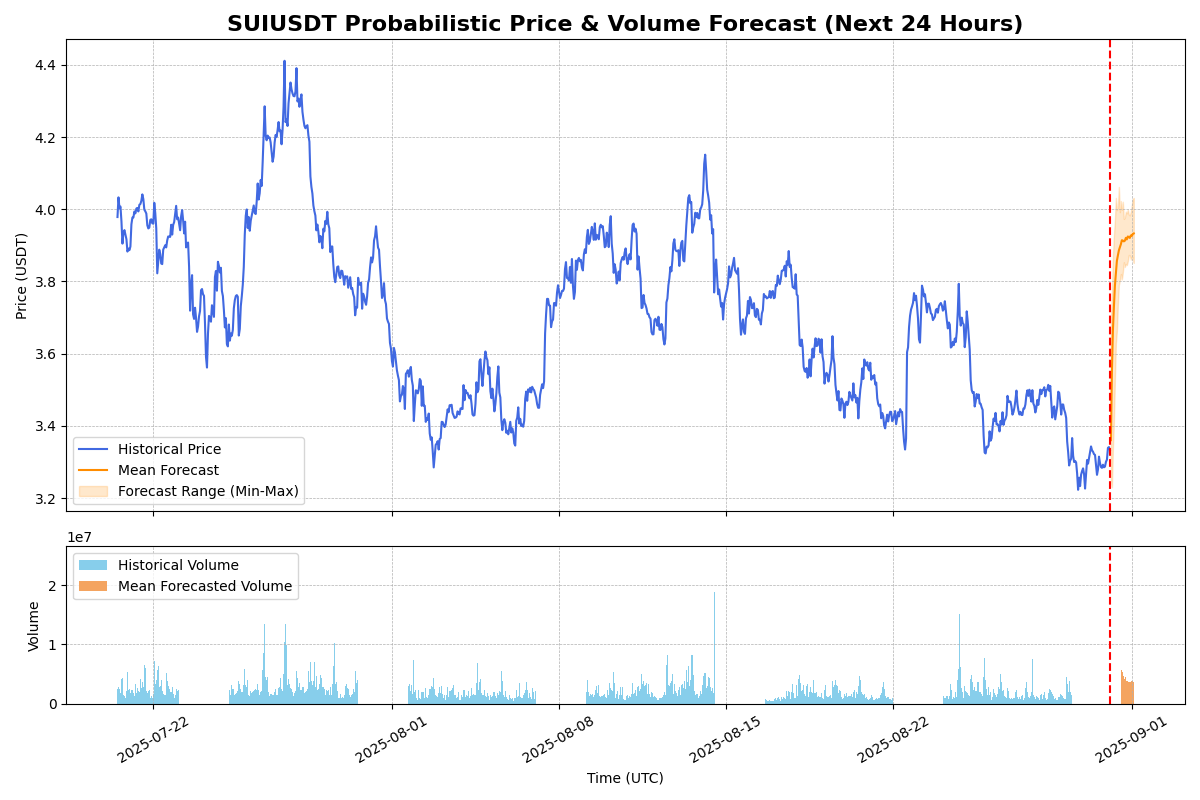 SUIUSDT Probabilistic Price & Volume Forecast (Next 24 Hours)
4.4
4.2
4.0
3.8
3.6
3.4
3.2
Price (USDT)
Historical Price
Mean Forecast
Forecast Range (Min-Max)
1e7
2
1
0
Volume
Historical Volume
Mean Forecasted Volume
2025-07-22
2025-08-01
2025-08-08
2025-08-15
2025-08-22
2025-09-01
Time (UTC)